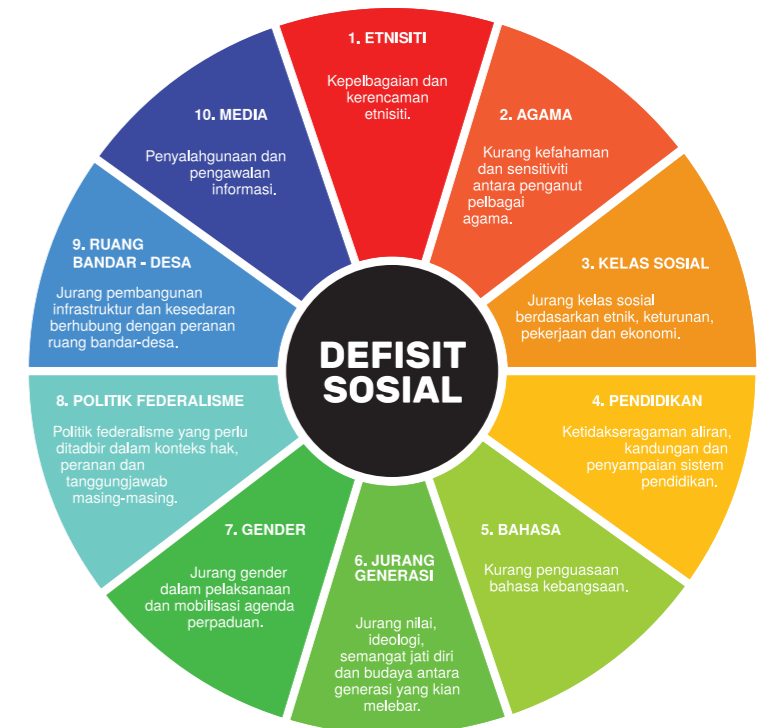 DEFISIT
SOSIAL
1. ETNISITI
Kepelbagaian dan
kerencaman
etnisiti.
2. AGAMA
Kurang kefahaman
dan sensitiviti
antara penganut
pelbagai
agama.
3. KELAS SOSIAL
Jurang kelas sosial
berdasarkan etnik, keturunan,
pekerjaan dan ekonomi.
4. PENDIDIKAN
Ketidakseragaman aliran,
kandungan dan
penyampaian sistem
pendidikan.
5. BAHASA
Kurang penguasaan
bahasa kebangsaan.
6. JURANG
GENERASI
Jurang nilai,
ideologi,
semangat jati diri
dan budaya antara
generasi yang kian
melebar.
7. GENDER
Jurang gender
dalam pelaksanaan
dan mobilisasi agenda
perpaduan.
8. POLITIK FEDERALISME
Politik federalisme yang perlu
ditadbir dalam konteks hak,
peranan dan
tanggungjawab
masing-masing.
9. RUANG
BANDAR - DESA
Jurang pembangunan
infrastruktur dan kesedaran
berhubung dengan peranan
ruang bandar-desa.
10. MEDIA
Penyalahgunaan dan
pengawalan
informasi.